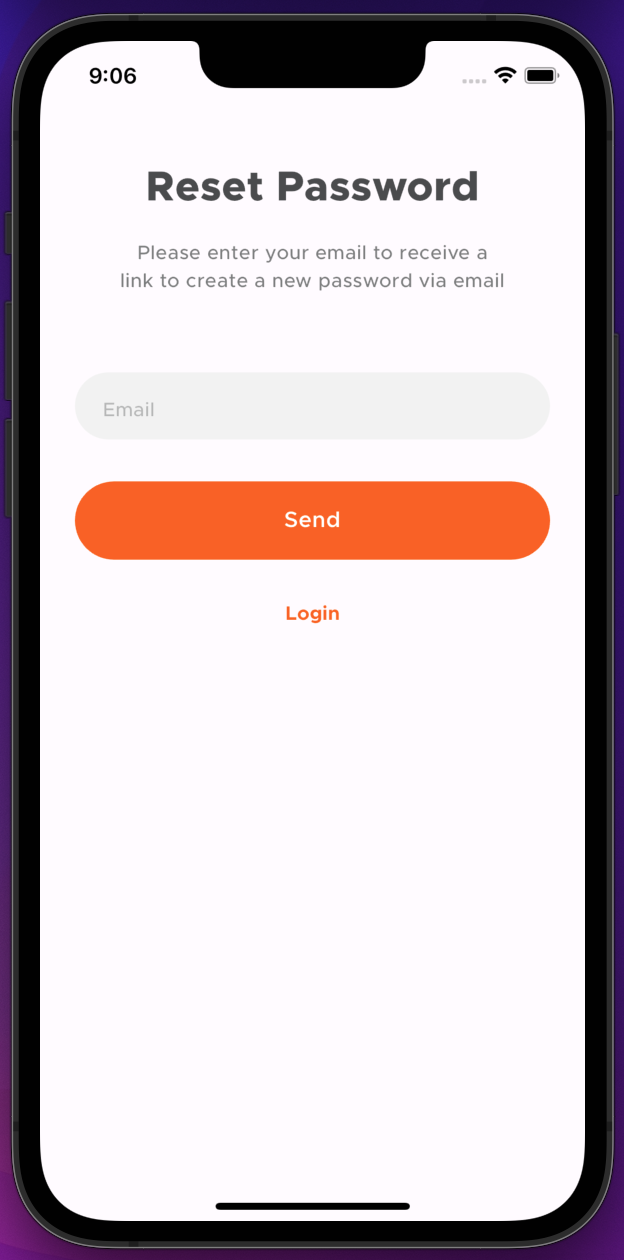 9:06
Reset Password
Please enter your email to receive a
link to create a new password via email
Email
Send
Login